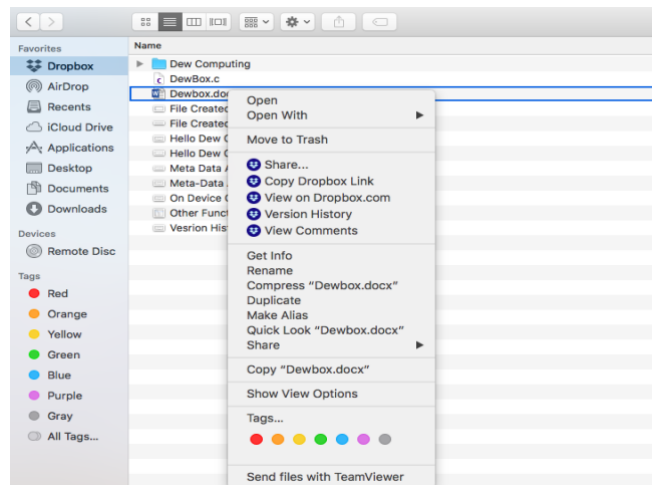 Favorites
Dropbox
AirDrop
Recents
iCloud Drive
Applications
Desktop
Documents
Downloads
Devices
Remote Disc
Tags
Red
Orange
Yellow
Green
Blue
Purple
Gray
All Tags...
Name
Dew Computing
DewBox.c
Dewbox.do
File Created
File Created
Hello Dew C
Hello Dew C
Meta Data A
Meta-Data
On Device C
Other Funct
Vesrion His
Open
Open With
Move to Trash
Share...
Copy Dropbox Link
View on Dropbox.com
Version History
View Comments
Get Info
Rename
Compress “Dewbox.docx”
Duplicate
Make Alias
Quick Look “Dewbox.docx”
Share
Copy “Dewbox.docx”
Show View Options
Tags...
Send files with TeamViewer